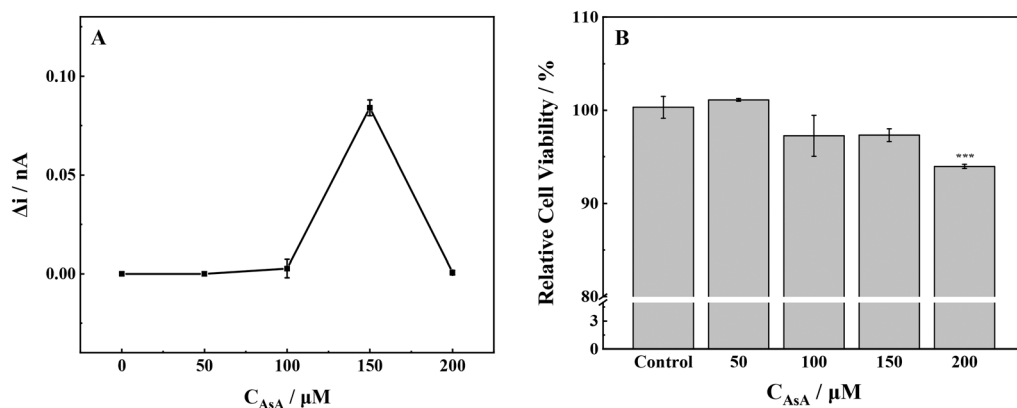 A
0.10
0.05
0.00
Δi / nA
0 50 100 150 200
C_AsA / μM
B
110
100
90
80
3
0
Relative Cell Viability / %
***
Control 50 100 150 200
C_AsA / μM